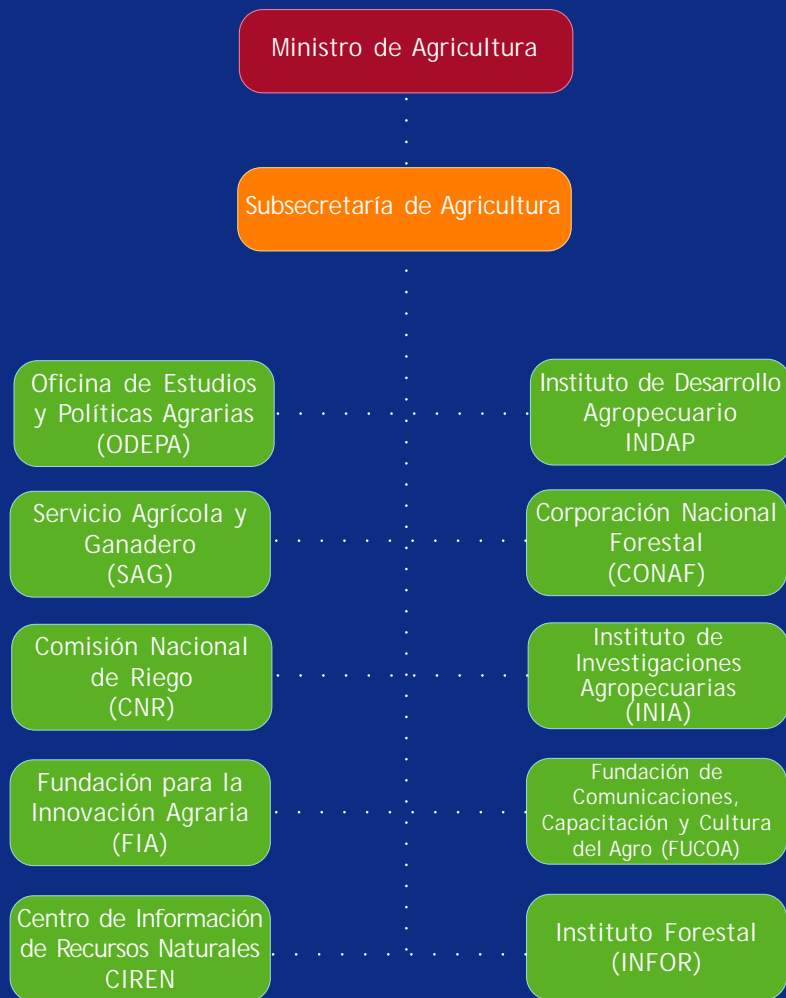 Ministro de Agricultura
Subsecretaría de Agricultura
Oficina de Estudios
y Políticas Agrarias
(ODEPA)
Instituto de Desarrollo
Agropecuario
INDAP
Servicio Agrícola y
Ganadero
(SAG)
Corporación Nacional
Forestal
(CONAF)
Comisión Nacional
de Riego
(CNR)
Instituto de
Investigaciones
Agropecuarias
(INIA)
Fundación para la
Innovación Agraria
(FIA)
Fundación de
Comunicaciones,
Capacitación y Cultura
del Agro (FUCOA)
Centro de Información
de Recursos Naturales
CIREN
Instituto Forestal
(INFOR)